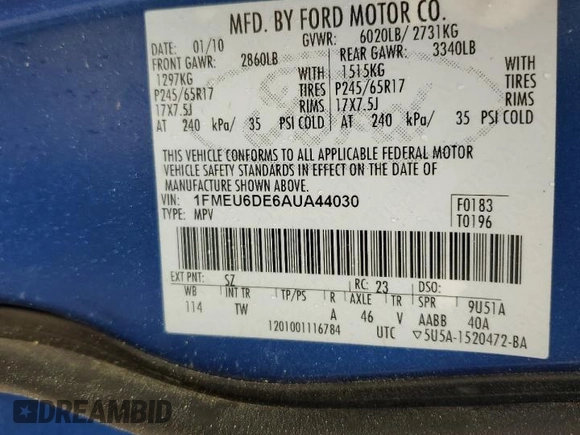 MFD. BY FORD MOTOR CO.
DATE: 01/10 GVWR: 6020LB/ 2731KG
FRONT GAWR: 2860LB REAR GAWR: 3340LB
1297KG WITH 1515KG WITH
P245/65R17 TIRES P245/65R17 TIRES
17X7.5J RIMS 17X7.5J RIMS
AT 240 kPa/ 35 PSI COLD AT 240 kPa/ 35 PSI COLD
THIS VEHICLE CONFORMS TO ALL APPLICABLE FEDERAL MOTOR
VEHICLE SAFETY STANDARDS IN EFFECT ON THE DATE OF
MANUFACTURE SHOWN ABOVE.
VIN: 1FMEU6DE6AUA44030 F0183
TYPE: MPV T0196
EXT PNT: SZ RC: 23 DSO:
WB INT TR TP/PS R AXLE TR SPR 9U51A
114 TW A 46 V AABB 40A
1201001116784 UTC ▽5U5A-1520472-BA
DREAMBID